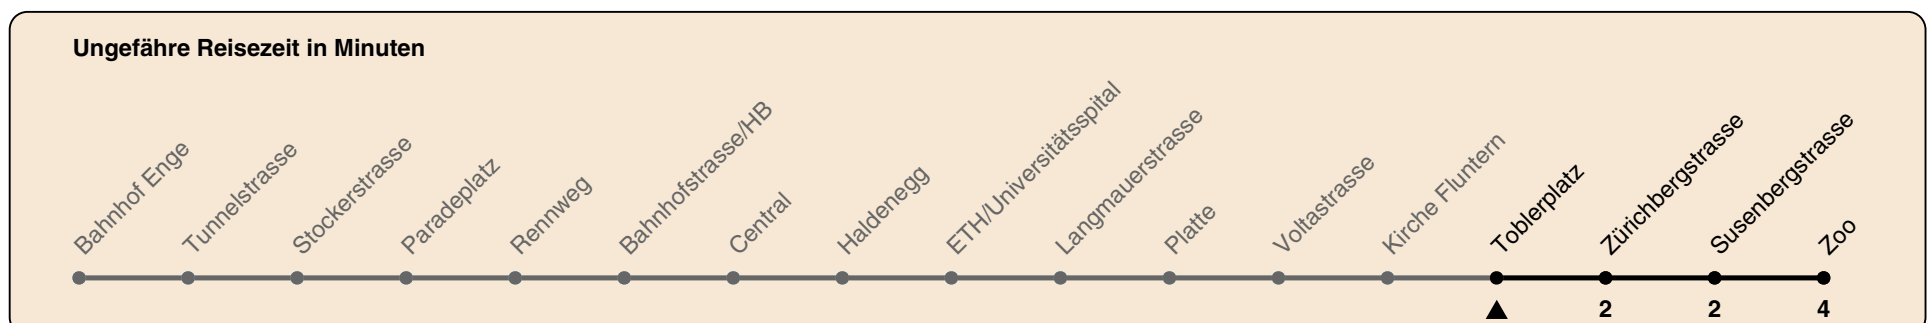 Ungefähre Reisezeit in Minuten
Bahnhof Enge
Tunnelstrasse
Stockerstrasse
Paradeplatz
Rennweg
Bahnhofstrasse/HB
Central
Haldenegg
ETH/Universitätsspital
Langmauerstrasse
Platte
Voltastrasse
Kirche Fluntern
Toblerplatz
Zürichbergstrasse
Susenbergstrasse
Zoo
2 2 4